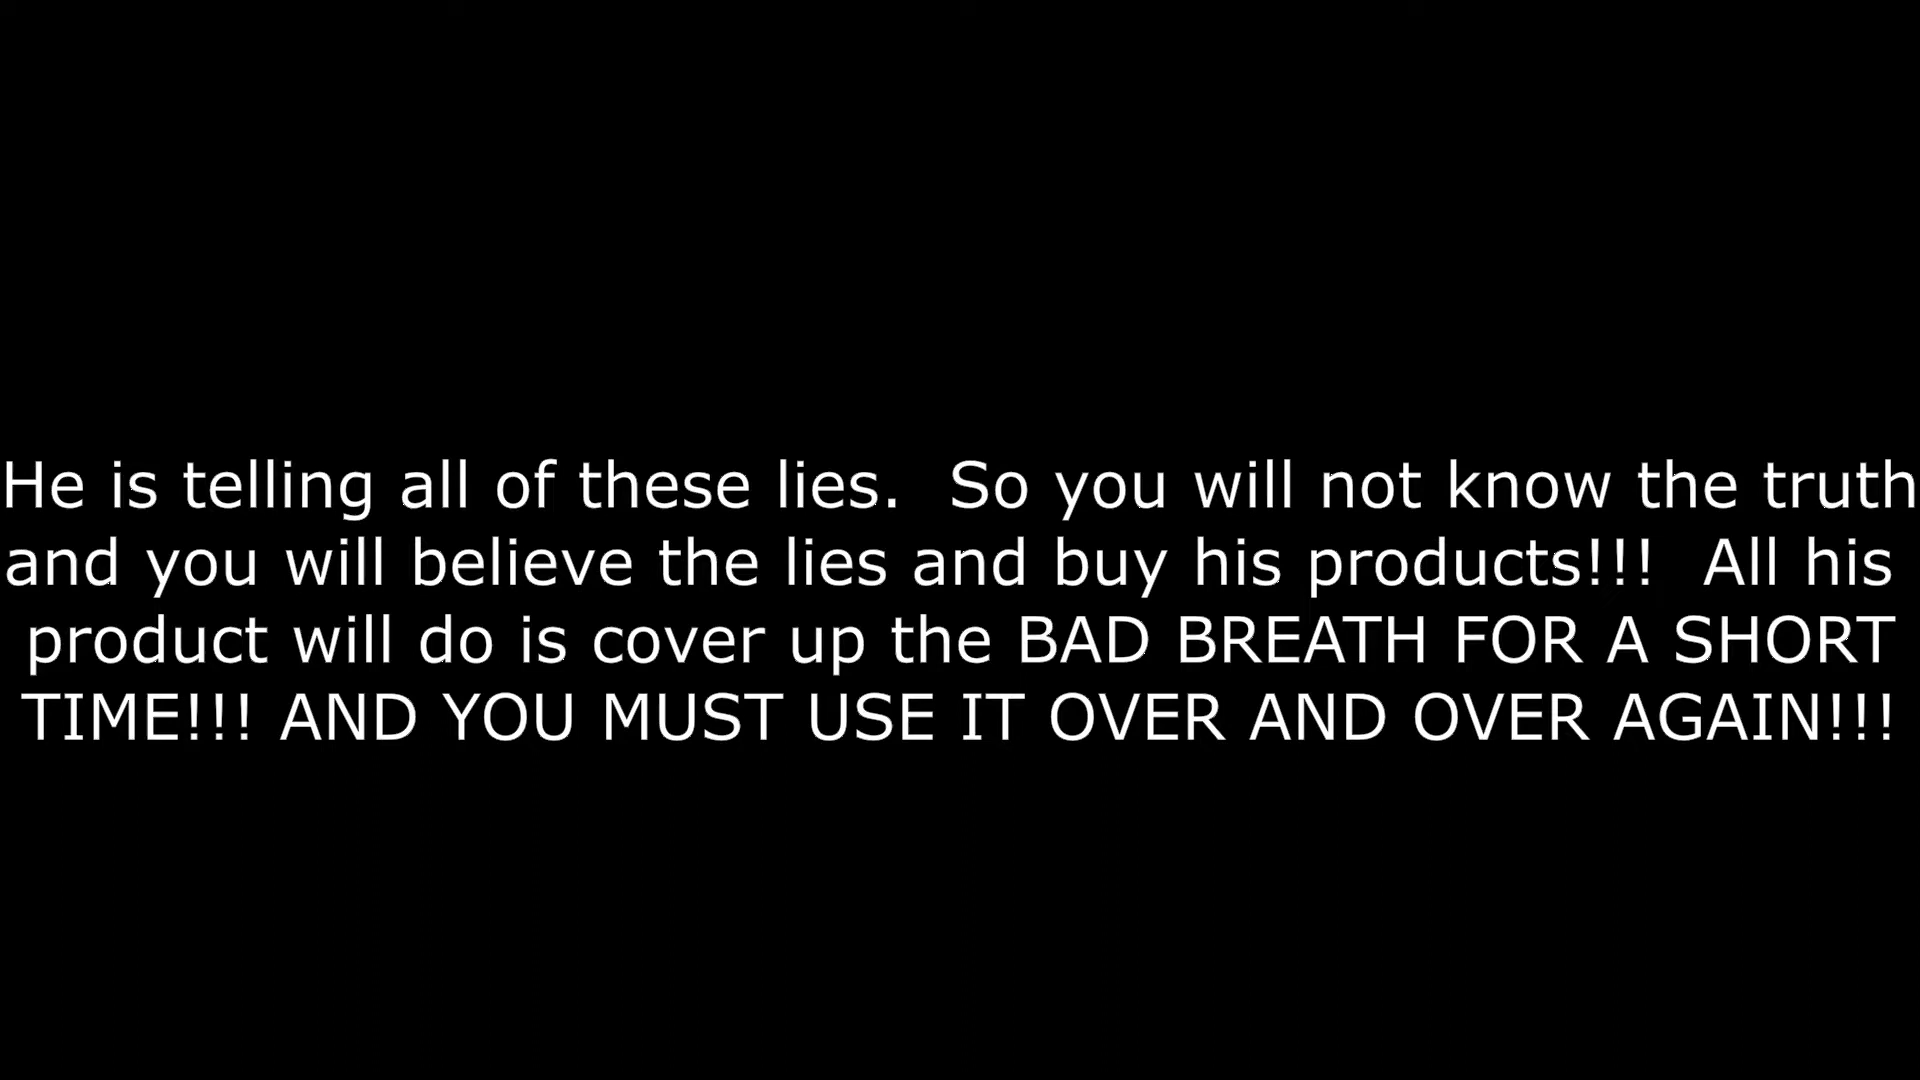 He is telling all of these lies.  So you will not know the truth
and you will believe the lies and buy his products!!!  All his
product will do is cover up the BAD BREATH FOR A SHORT
TIME!!! AND YOU MUST USE IT OVER AND OVER AGAIN!!!